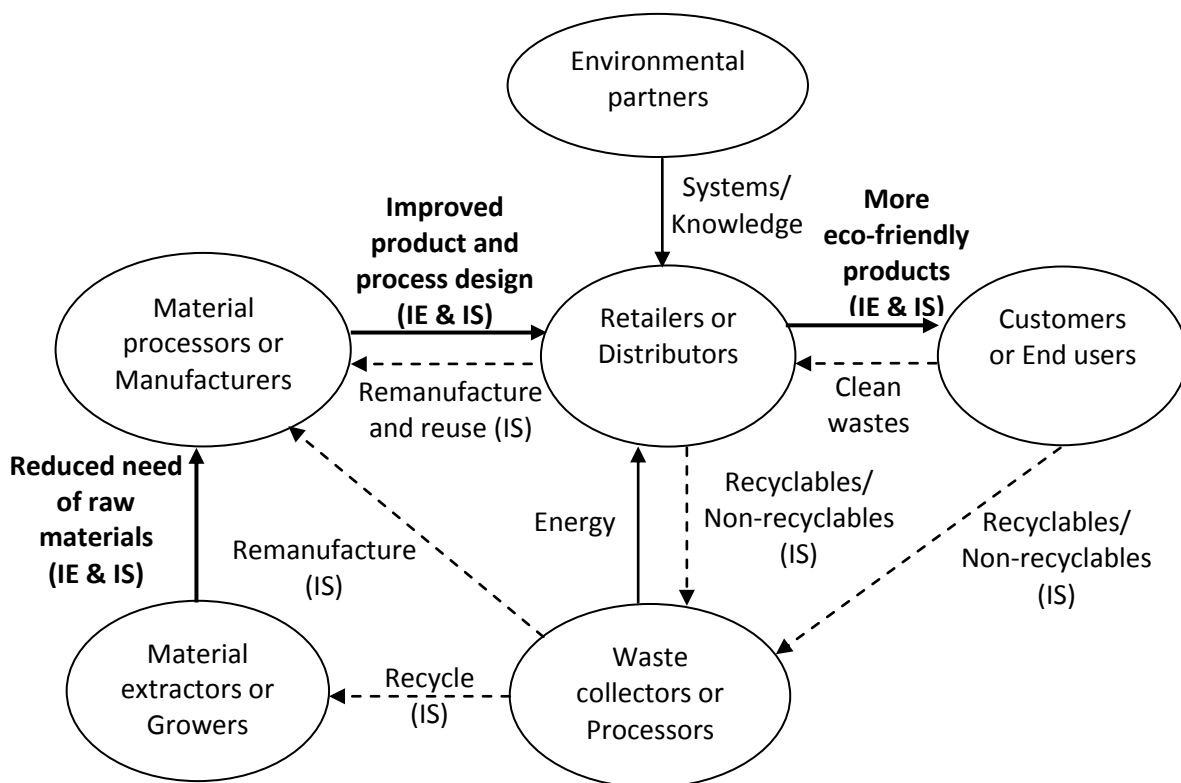 Environmental
partners
Systems/
Knowledge
Improved
product and
process design
(IE & IS)
More
eco-friendly
products
(IE & IS)
Material
processors or
Manufacturers
Retailers or
Distributors
Customers
or End users
Remanufacture
and reuse (IS)
Clean
wastes
Reduced need
of raw
materials
(IE & IS)
Remanufacture
(IS)
Energy
Recyclables/
Non-recyclables
(IS)
Recyclables/
Non-recyclables
(IS)
Material
extractors or
Growers
Recycle
(IS)
Waste
collectors or
Processors